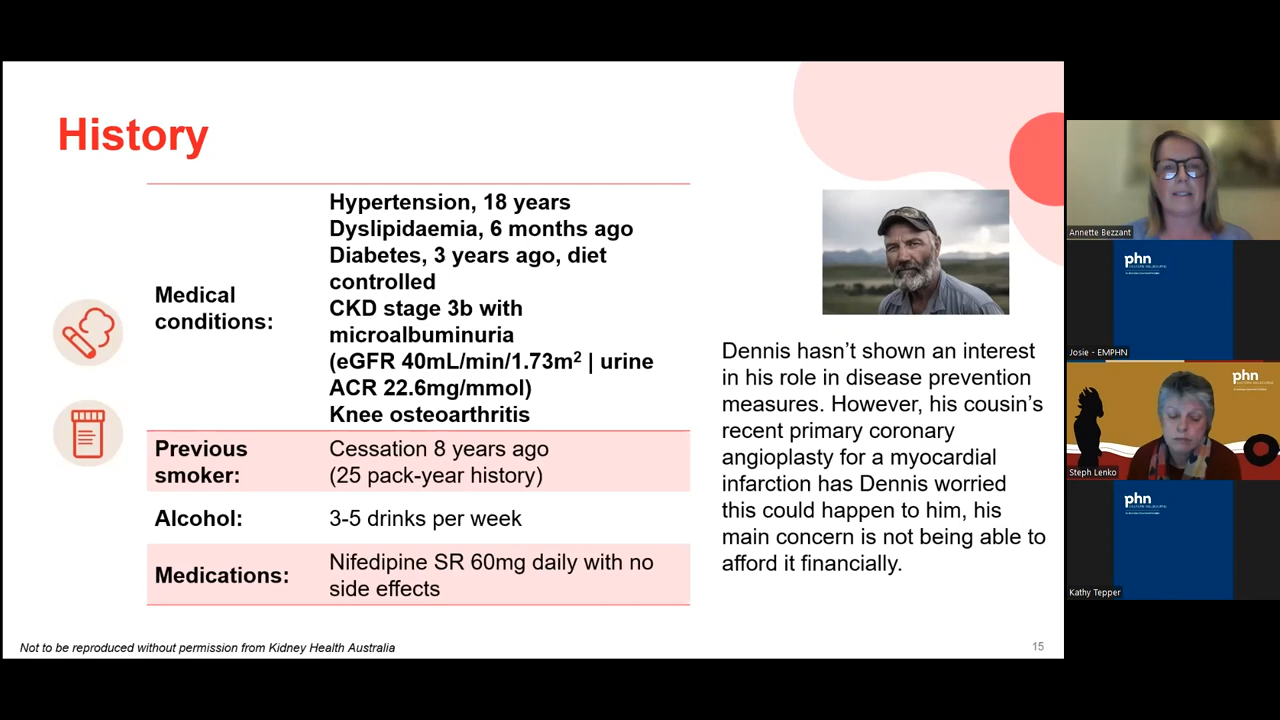 History
Medical
conditions:
Hypertension, 18 years
Dyslipidaemia, 6 months ago
Diabetes, 3 years ago, diet
controlled
CKD stage 3b with
microalbuminuria
(eGFR 40mL/min/1.73m² | urine
ACR 22.6mg/mmol)
Knee osteoarthritis
Previous
smoker:
Cessation 8 years ago
(25 pack-year history)
Alcohol:
3-5 drinks per week
Medications:
Nifedipine SR 60mg daily with no
side effects
Dennis hasn’t shown an interest
in his role in disease prevention
measures. However, his cousin’s
recent primary coronary
angioplasty for a myocardial
infarction has Dennis worried
this could happen to him, his
main concern is not being able to
afford it financially.
Not to be reproduced without permission from Kidney Health Australia
15
Annette Bezzant
phn
Josie - EMPHN
phn
Steph Lenko
phn
Kathy Tepper